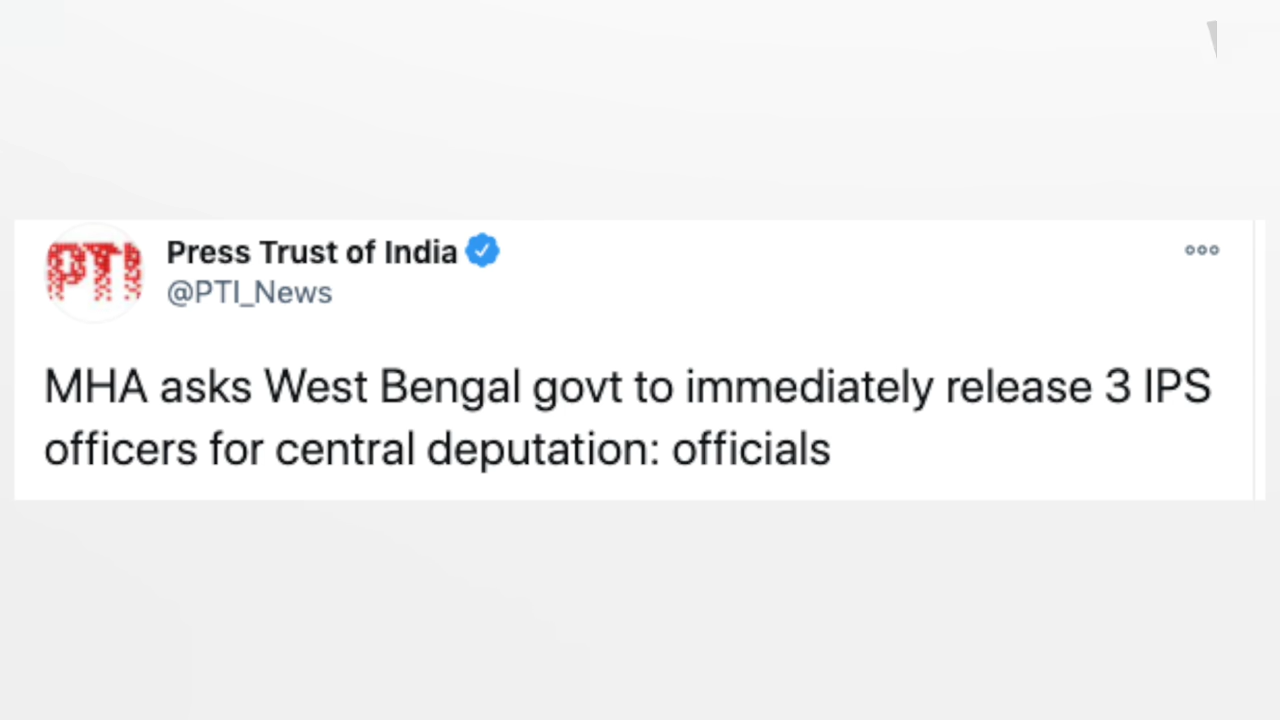 PTI
Press Trust of India
@PTI_News
MHA asks West Bengal govt to immediately release 3 IPS
officers for central deputation: officials